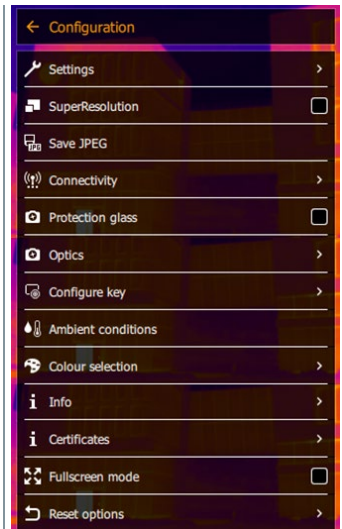 Configuration
Settings
SuperResolution
JPG
Save JPEG
Connectivity
Protection glass
Optics
Configure key
Ambient conditions
Colour selection
Info
Certificates
Fullscreen mode
Reset options